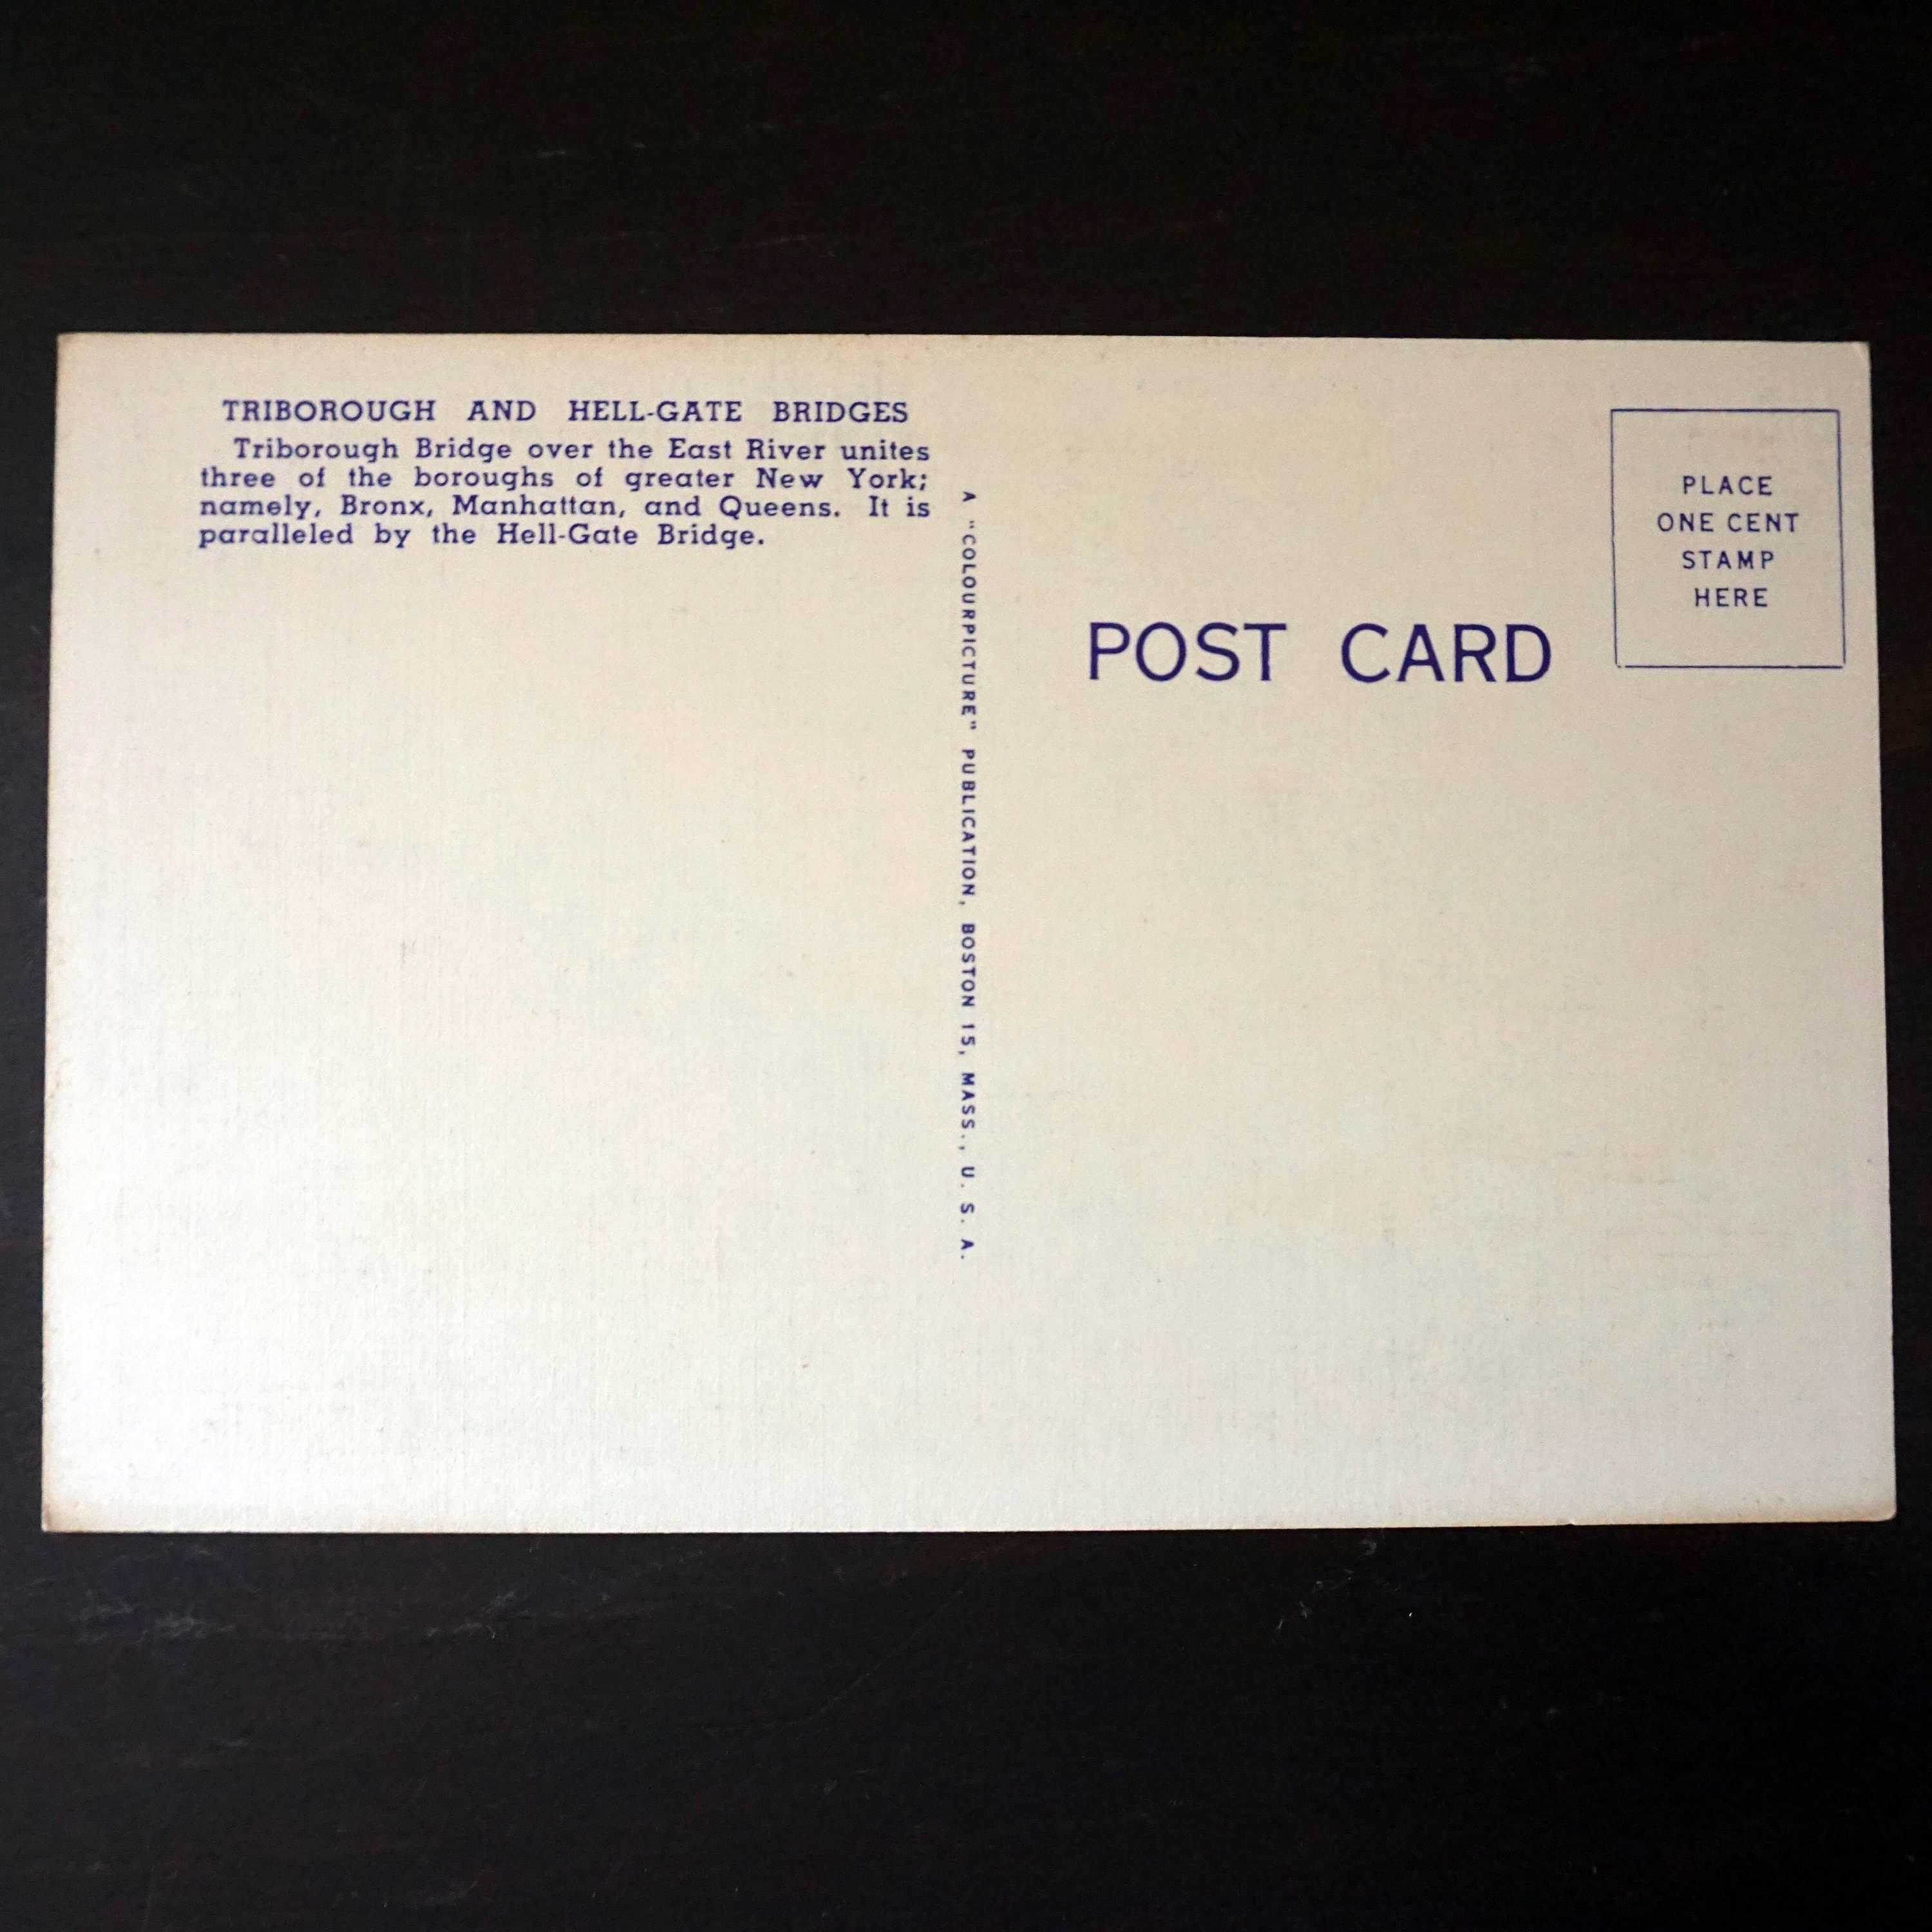 TRIBOROUGH AND HELL-GATE BRIDGES
Triborough Bridge over the East River unites
three of the boroughs of greater New York;
namely, Bronx, Manhattan, and Queens. It is
paralleled by the Hell-Gate Bridge.
A "COLOURPICTURE" PUBLICATION, BOSTON 15, MASS., U. S. A.
POST CARD
PLACE
ONE CENT
STAMP
HERE